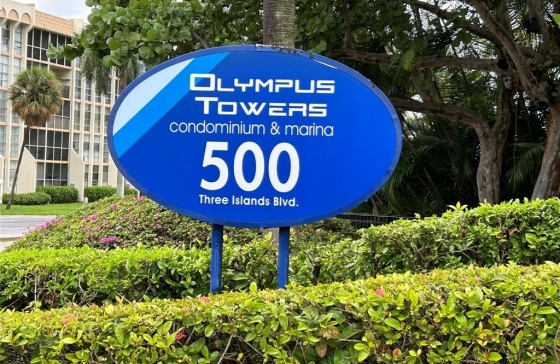 OLYMPUS
TOWERS
condominium & marina
500
Three Islands Blvd.